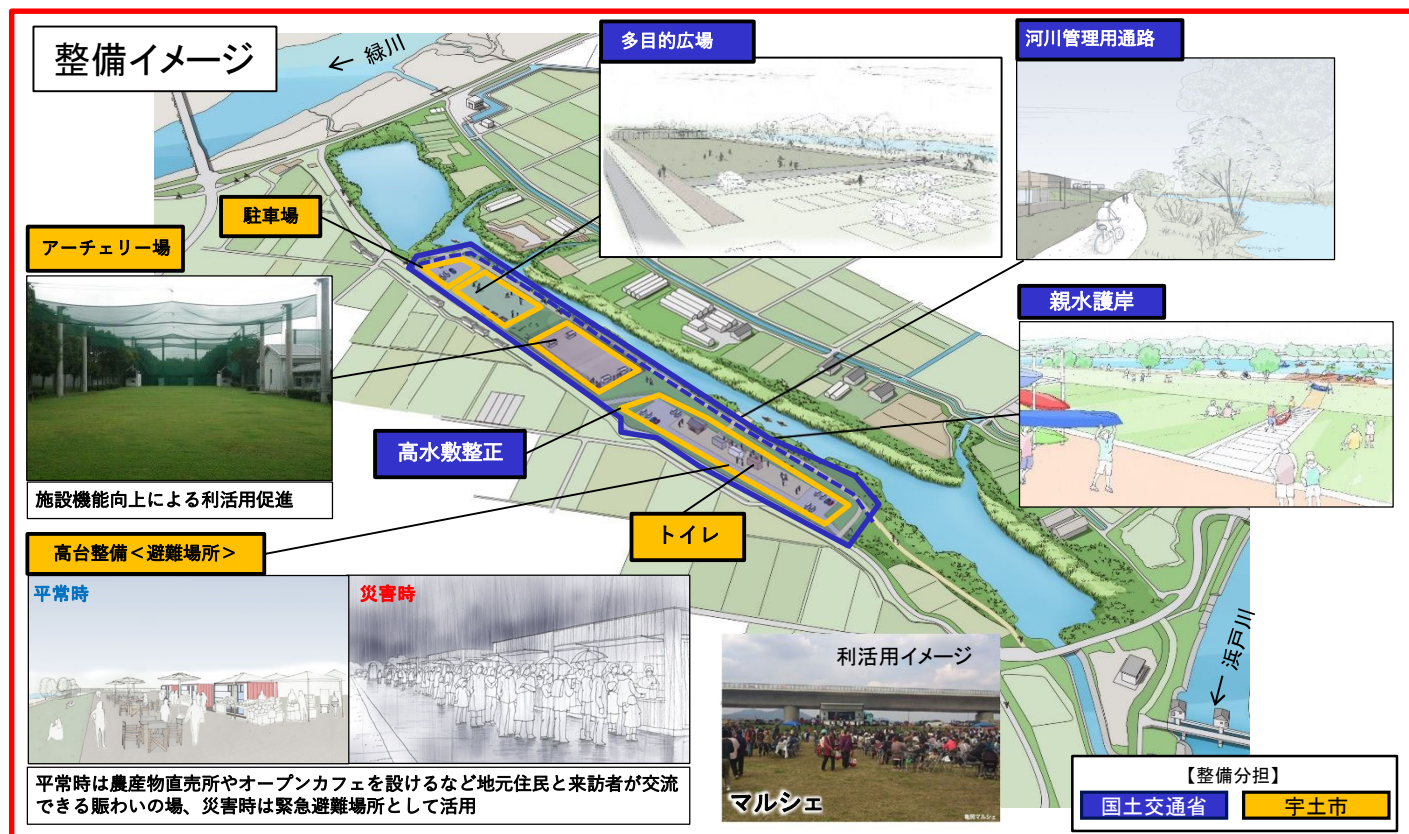 整備イメージ
← 緑川
多目的広場
河川管理用通路
駐車場
アーチェリー場
親水護岸
高水敷整正
施設機能向上による利活用促進
トイレ
高台整備＜避難場所＞
平常時
災害時
平常時は農産物直売所やオープンカフェを設けるなど地元住民と来訪者が交流
できる賑わいの場、災害時は緊急避難場所として活用
利活用イメージ
マルシェ
← 浜戸川
【整備分担】
国土交通省
宇土市